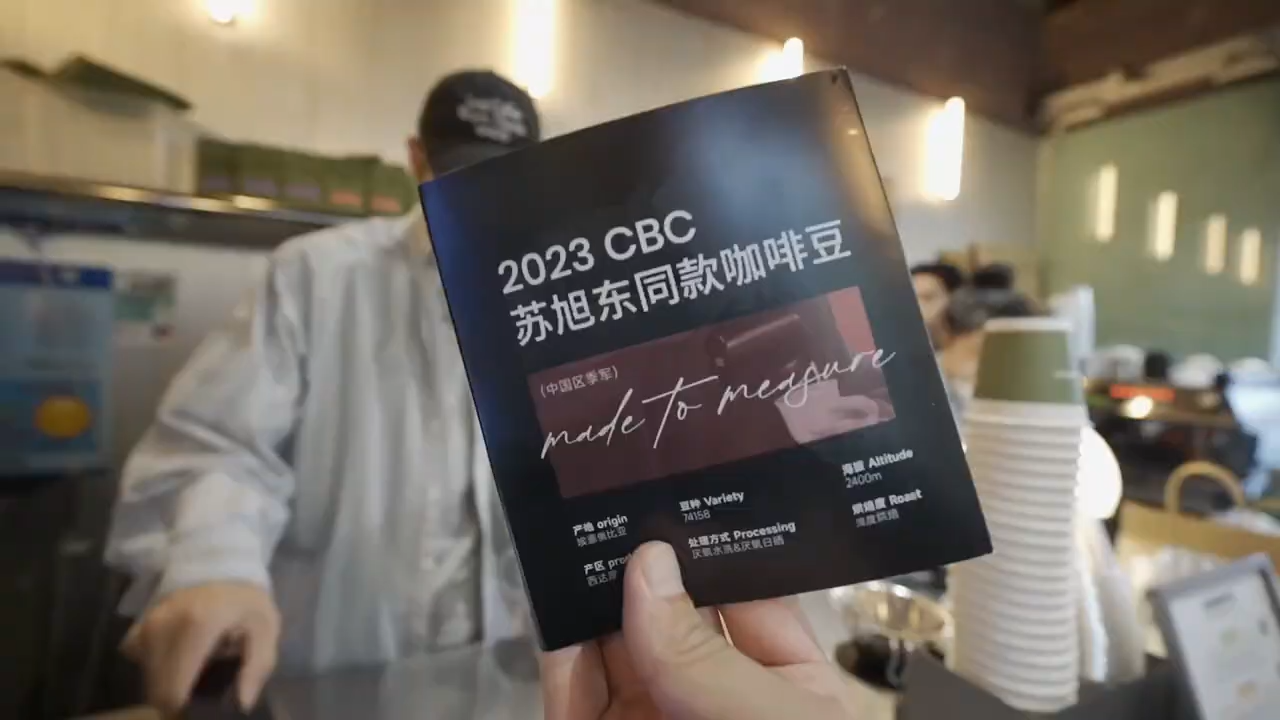 2023 CBC
苏旭东同款咖啡豆
(中国区季军)
made to measure
产地 origin
埃塞俄比亚
产区
西达摩
豆种 Variety
74158
处理方式 Processing
厌氧水洗&厌氧日晒
海拔 Altitude
2400m
烘焙度 Roast
浅度烘焙